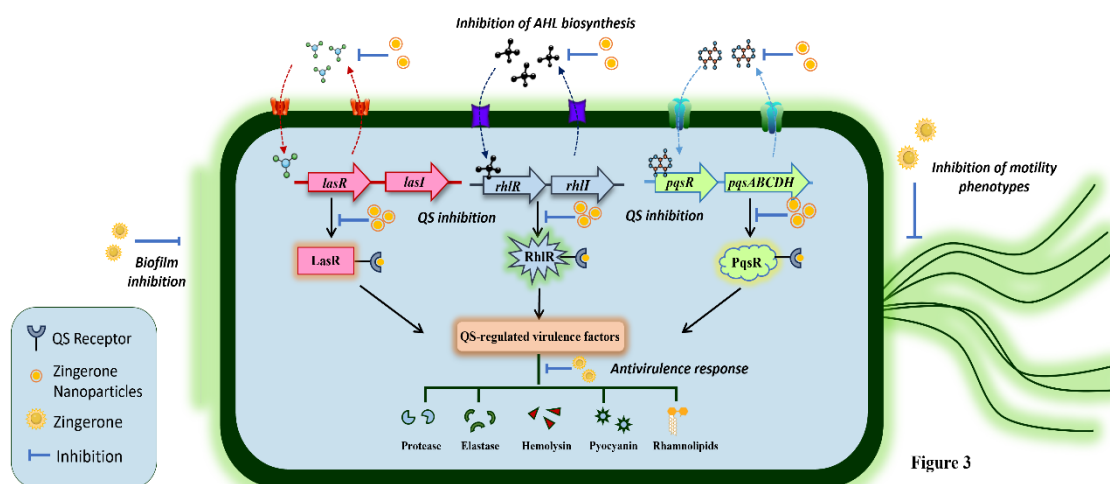 Inhibition of AHL biosynthesis
lasR
lasI
rhlR
rhlI
pqsR
pqsABCDH
QS inhibition
QS inhibition
LasR
RhlR
PqsR
Inhibition of motility
phenotypes
Biofilm
inhibition
QS-regulated virulence factors
Antivirulence response
Protease
Elastase
Hemolysin
Pyocyanin
Rhamnolipids
QS Receptor
Zingerone
Nanoparticles
Zingerone
Inhibition
Figure 3